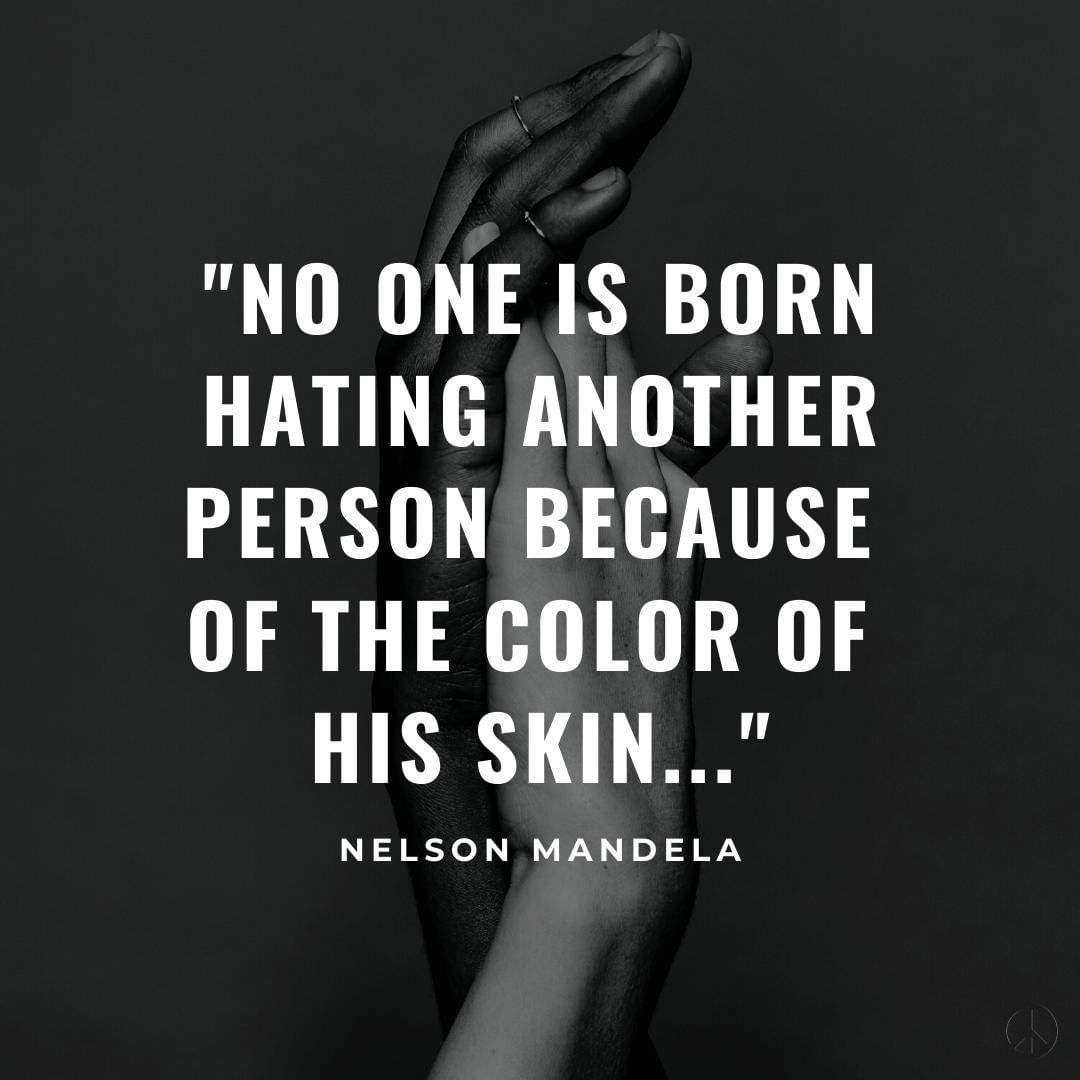 "NO ONE IS BORN
HATING ANOTHER
PERSON BECAUSE
OF THE COLOR OF
HIS SKIN..."
NELSON MANDELA